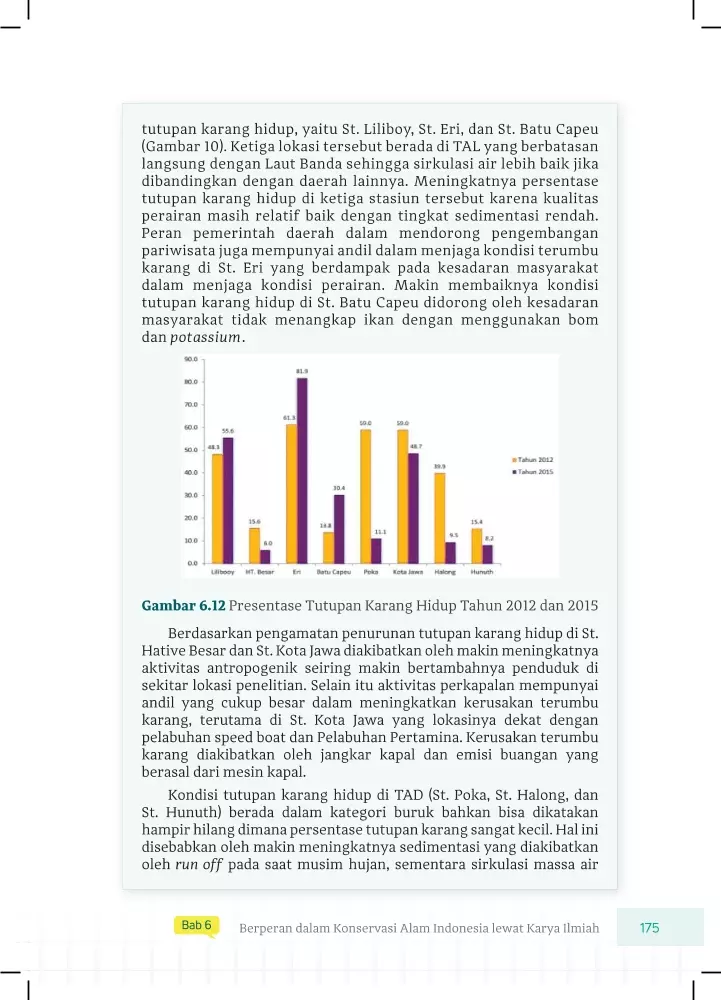 tutupan karang hidup, yaitu St. Liliboy, St. Eri, dan St. Batu Capeu
(Gambar 10). Ketiga lokasi tersebut berada di TAL yang berbatasan
langsung dengan Laut Banda sehingga sirkulasi air lebih baik jika
dibandingkan dengan daerah lainnya. Meningkatnya persentase
tutupan karang hidup di ketiga stasiun tersebut karena kualitas
perairan masih relatif baik dengan tingkat sedimentasi rendah.
Peran pemerintah daerah dalam mendorong pengembangan
pariwisata juga mempunyai andil dalam menjaga kondisi terumbu
karang di St. Eri yang berdampak pada kesadaran masyarakat
dalam menjaga kondisi perairan. Makin membaiknya kondisi
tutupan karang hidup di St. Batu Capeu didorong oleh kesadaran
masyarakat tidak menangkap ikan dengan menggunakan bom
dan potassium.
90.0
80.0
70.0
60.0
50.0
40.0
30.0
20.0
10.0
0.0
48.3 55.6
15.6 6.0
61.3 81.9
13.8 30.4
59.0 11.1
59.0 48.7
39.9 9.5
15.4 8.2
Tahun 2012
Tahun 2015
Lilibooy HT. Besar Eri Batu Capeu Poka Kota Jawa Halong Hunuth
Gambar 6.12 Presentase Tutupan Karang Hidup Tahun 2012 dan 2015
Berdasarkan pengamatan penurunan tutupan karang hidup di St.
Hative Besar dan St. Kota Jawa diakibatkan oleh makin meningkatnya
aktivitas antropogenik seiring makin bertambahnya penduduk di
sekitar lokasi penelitian. Selain itu aktivitas perkapalan mempunyai
andil yang cukup besar dalam meningkatkan kerusakan terumbu
karang, terutama di St. Kota Jawa yang lokasinya dekat dengan
pelabuhan speed boat dan Pelabuhan Pertamina. Kerusakan terumbu
karang diakibatkan oleh jangkar kapal dan emisi buangan yang
berasal dari mesin kapal.
Kondisi tutupan karang hidup di TAD (St. Poka, St. Halong, dan
St. Hunuth) berada dalam kategori buruk bahkan bisa dikatakan
hampir hilang dimana persentase tutupan karang sangat kecil. Hal ini
disebabkan oleh makin meningkatnya sedimentasi yang diakibatkan
oleh run off pada saat musim hujan, sementara sirkulasi massa air
Bab 6 Berperan dalam Konservasi Alam Indonesia lewat Karya Ilmiah 175